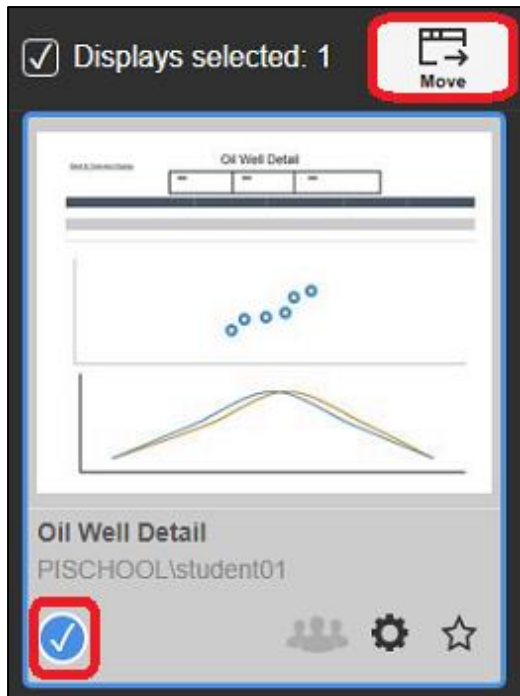 Displays selected: 1
Move
Oil Well Detail
Oil Well Detail
PISCHOOL\student01